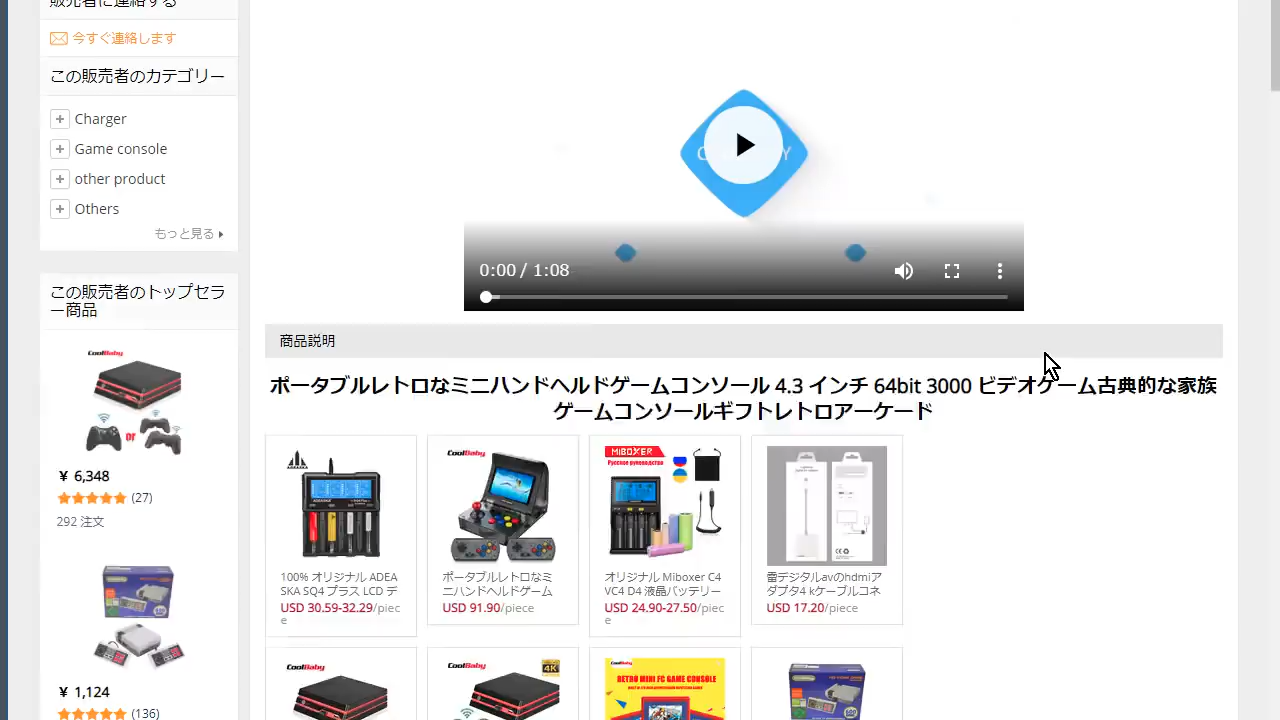 販売者に連絡する
今すぐ連絡します
この販売者のカテゴリー
Charger
Game console
other product
Others
もっと見る
この販売者のトップセラ
ー商品
CoolBaby
or
¥ 6,348
(27)
292 注文
¥ 1,124
(136)
0:00 / 1:08
商品説明
ポータブルレトロなミニハンドヘルドゲームコンソール 4.3 インチ 64bit 3000 ビデオゲーム古典的な家族
ゲームコンソールギフトレトロアーケード
100% オリジナル ADEA
SKA SQ4 プラス LCD デ
USD 30.59-32.29/piec
e
CoolBaby
ポータブルレトロなミ
ニハンドヘルドゲーム
USD 91.90/piece
MIBOXER
Русское руководство
オリジナル Miboxer C4
VC4 D4 液晶バッテリー
USD 24.90-27.50/piec
e
雷デジタルavのhdmiア
ダプタ4kケーブルコネ
USD 17.20/piece
CoolBaby
CoolBaby
4K
CoolBaby
RETRO MINI FC GAME CONSOLE